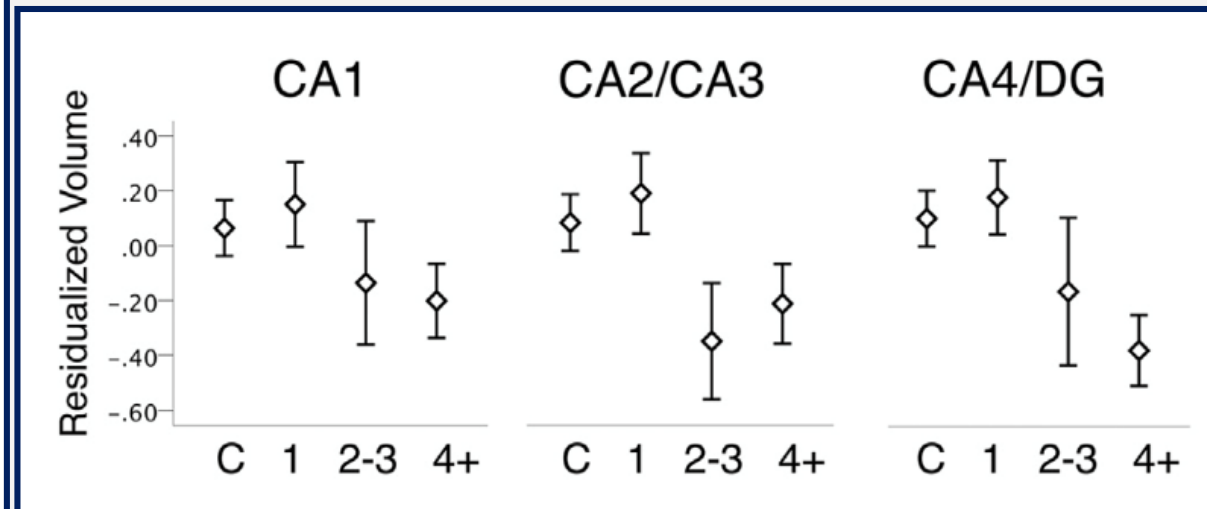 CA1 CA2/CA3 CA4/DG
Residualized Volume
.40
.20
.00
-.20
-.40
-.60
C 1 2-3 4+ C 1 2-3 4+ C 1 2-3 4+